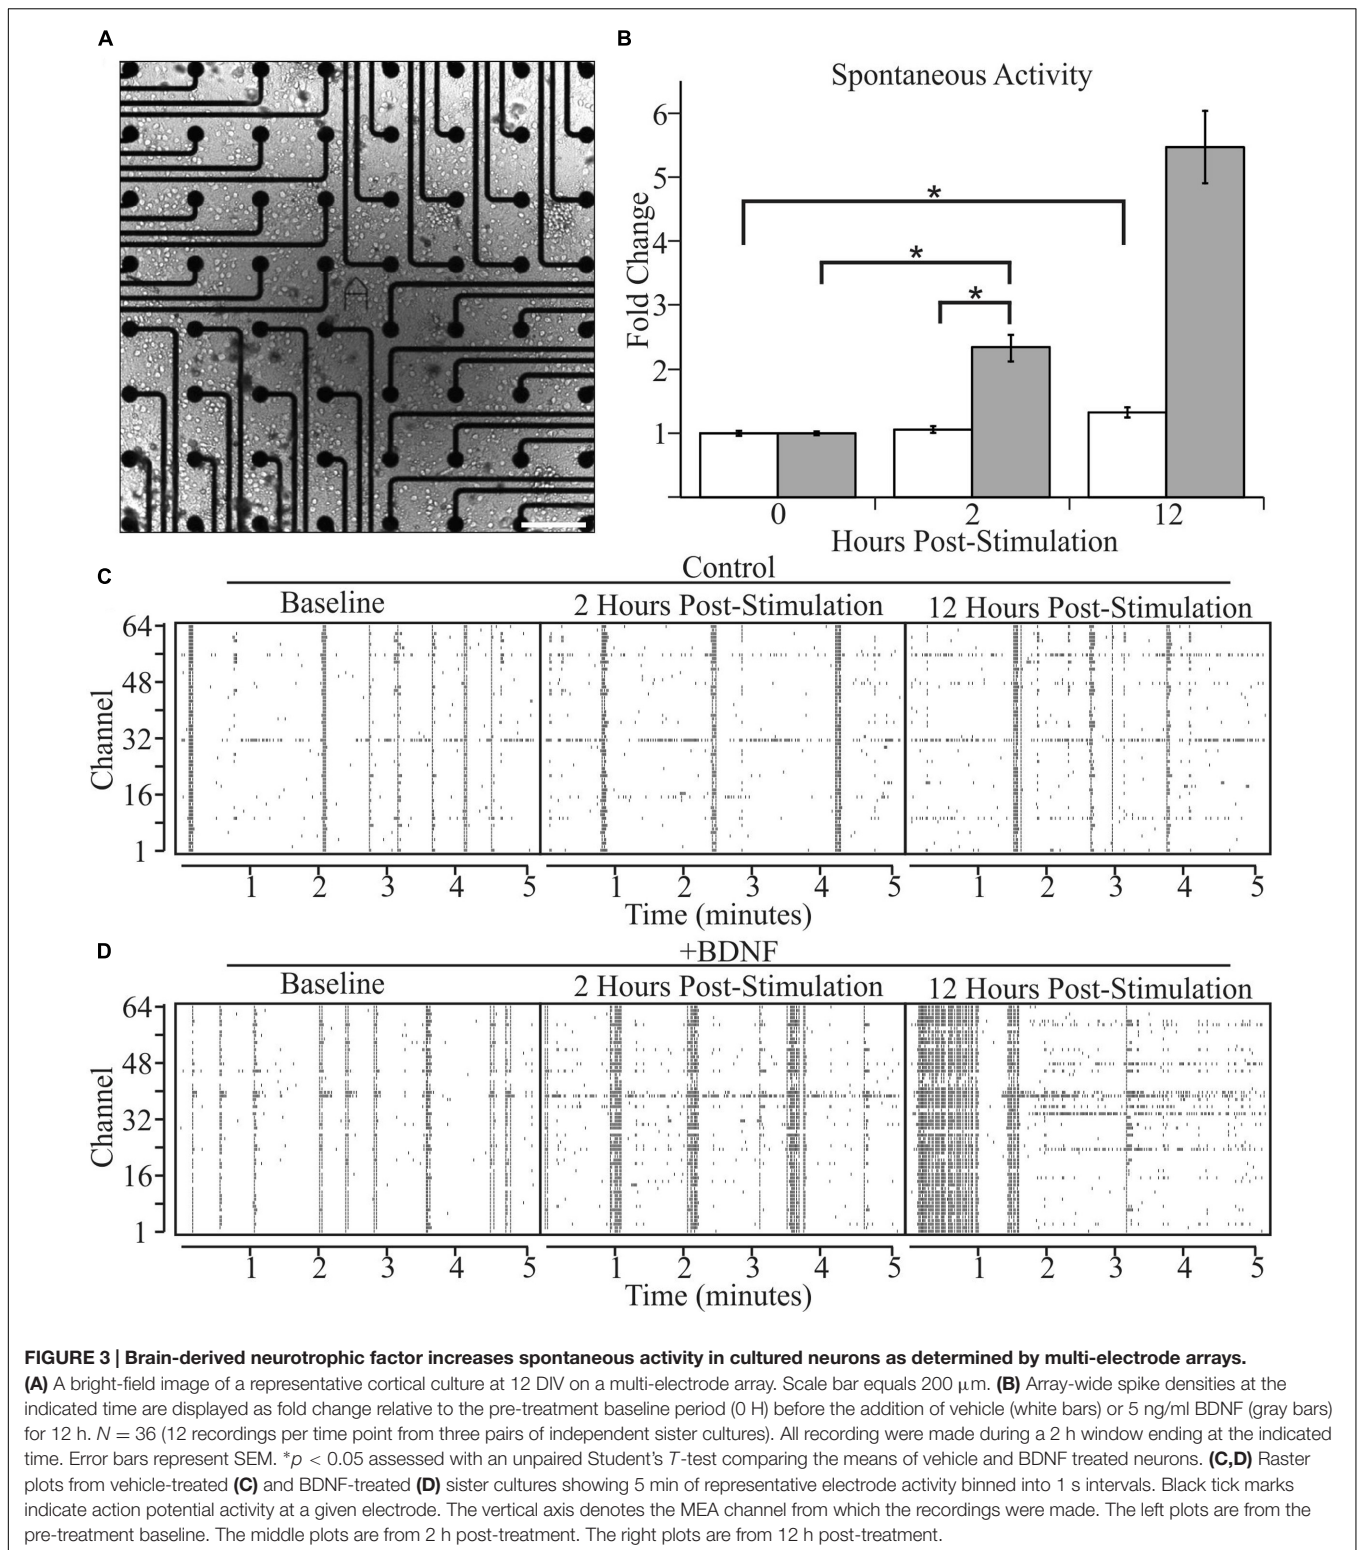 A
B
Spontaneous Activity
6
5
4
3
2
1
Fold Change
*
*
*
0 2 12
Hours Post-Stimulation
C
Control
Baseline
2 Hours Post-Stimulation
12 Hours Post-Stimulation
64
48
32
16
1
Channel
1 2 3 4 5 1 2 3 4 5 1 2 3 4 5
Time (minutes)
D
+BDNF
Baseline
2 Hours Post-Stimulation
12 Hours Post-Stimulation
64
48
32
16
1
Channel
1 2 3 4 5 1 2 3 4 5 1 2 3 4 5
Time (minutes)
FIGURE 3 | Brain-derived neurotrophic factor increases spontaneous activity in cultured neurons as determined by multi-electrode arrays.
(A) A bright-field image of a representative cortical culture at 12 DIV on a multi-electrode array. Scale bar equals 200 μm. (B) Array-wide spike densities at the
indicated time are displayed as fold change relative to the pre-treatment baseline period (0 H) before the addition of vehicle (white bars) or 5 ng/ml BDNF (gray bars)
for 12 h. N = 36 (12 recordings per time point from three pairs of independent sister cultures). All recording were made during a 2 h window ending at the indicated
time. Error bars represent SEM. *p < 0.05 assessed with an unpaired Student's T-test comparing the means of vehicle and BDNF treated neurons. (C,D) Raster
plots from vehicle-treated (C) and BDNF-treated (D) sister cultures showing 5 min of representative electrode activity binned into 1 s intervals. Black tick marks
indicate action potential activity at a given electrode. The vertical axis denotes the MEA channel from which the recordings were made. The left plots are from the
pre-treatment baseline. The middle plots are from 2 h post-treatment. The right plots are from 12 h post-treatment.